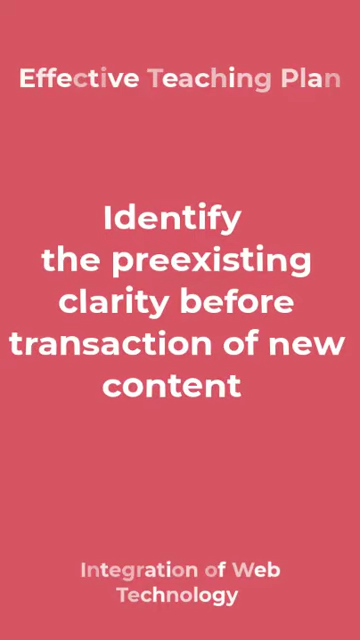 Effective Teaching Plan
Identify
the preexisting
clarity before
transaction of new
content
Integration of Web
Technology